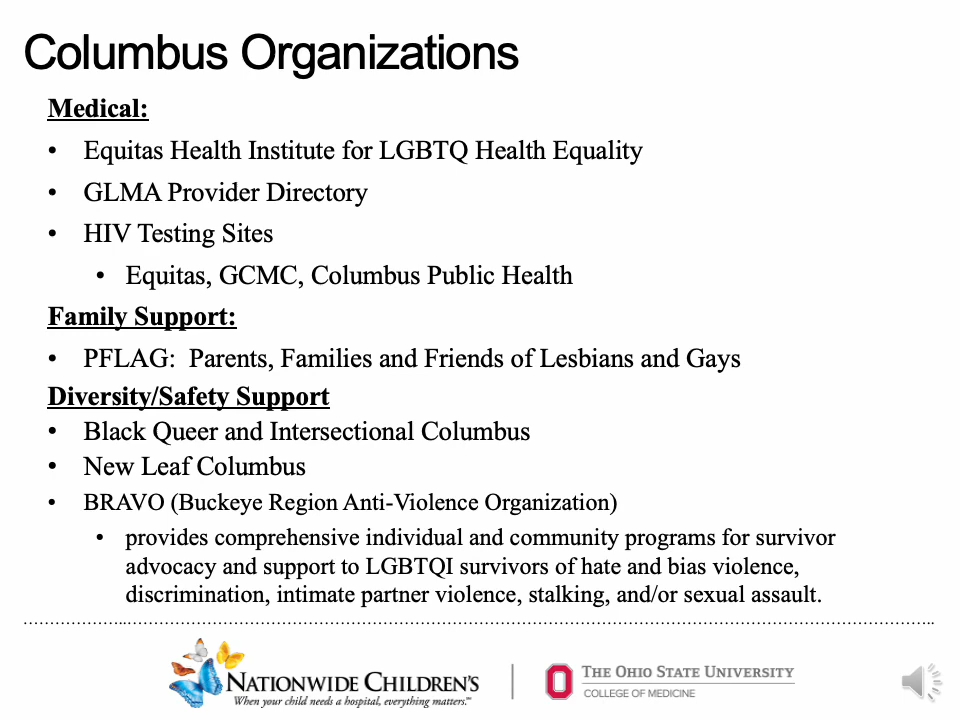 Columbus Organizations
Medical:
• Equitas Health Institute for LGBTQ Health Equality
• GLMA Provider Directory
• HIV Testing Sites
• Equitas, GCMC, Columbus Public Health
Family Support:
• PFLAG: Parents, Families and Friends of Lesbians and Gays
Diversity/Safety Support
• Black Queer and Intersectional Columbus
• New Leaf Columbus
• BRAVO (Buckeye Region Anti-Violence Organization)
• provides comprehensive individual and community programs for survivor
advocacy and support to LGBTQI survivors of hate and bias violence,
discrimination, intimate partner violence, stalking, and/or sexual assault.
NATIONWIDE CHILDREN'S
When your child needs a hospital, everything matters.™
THE OHIO STATE UNIVERSITY
COLLEGE OF MEDICINE